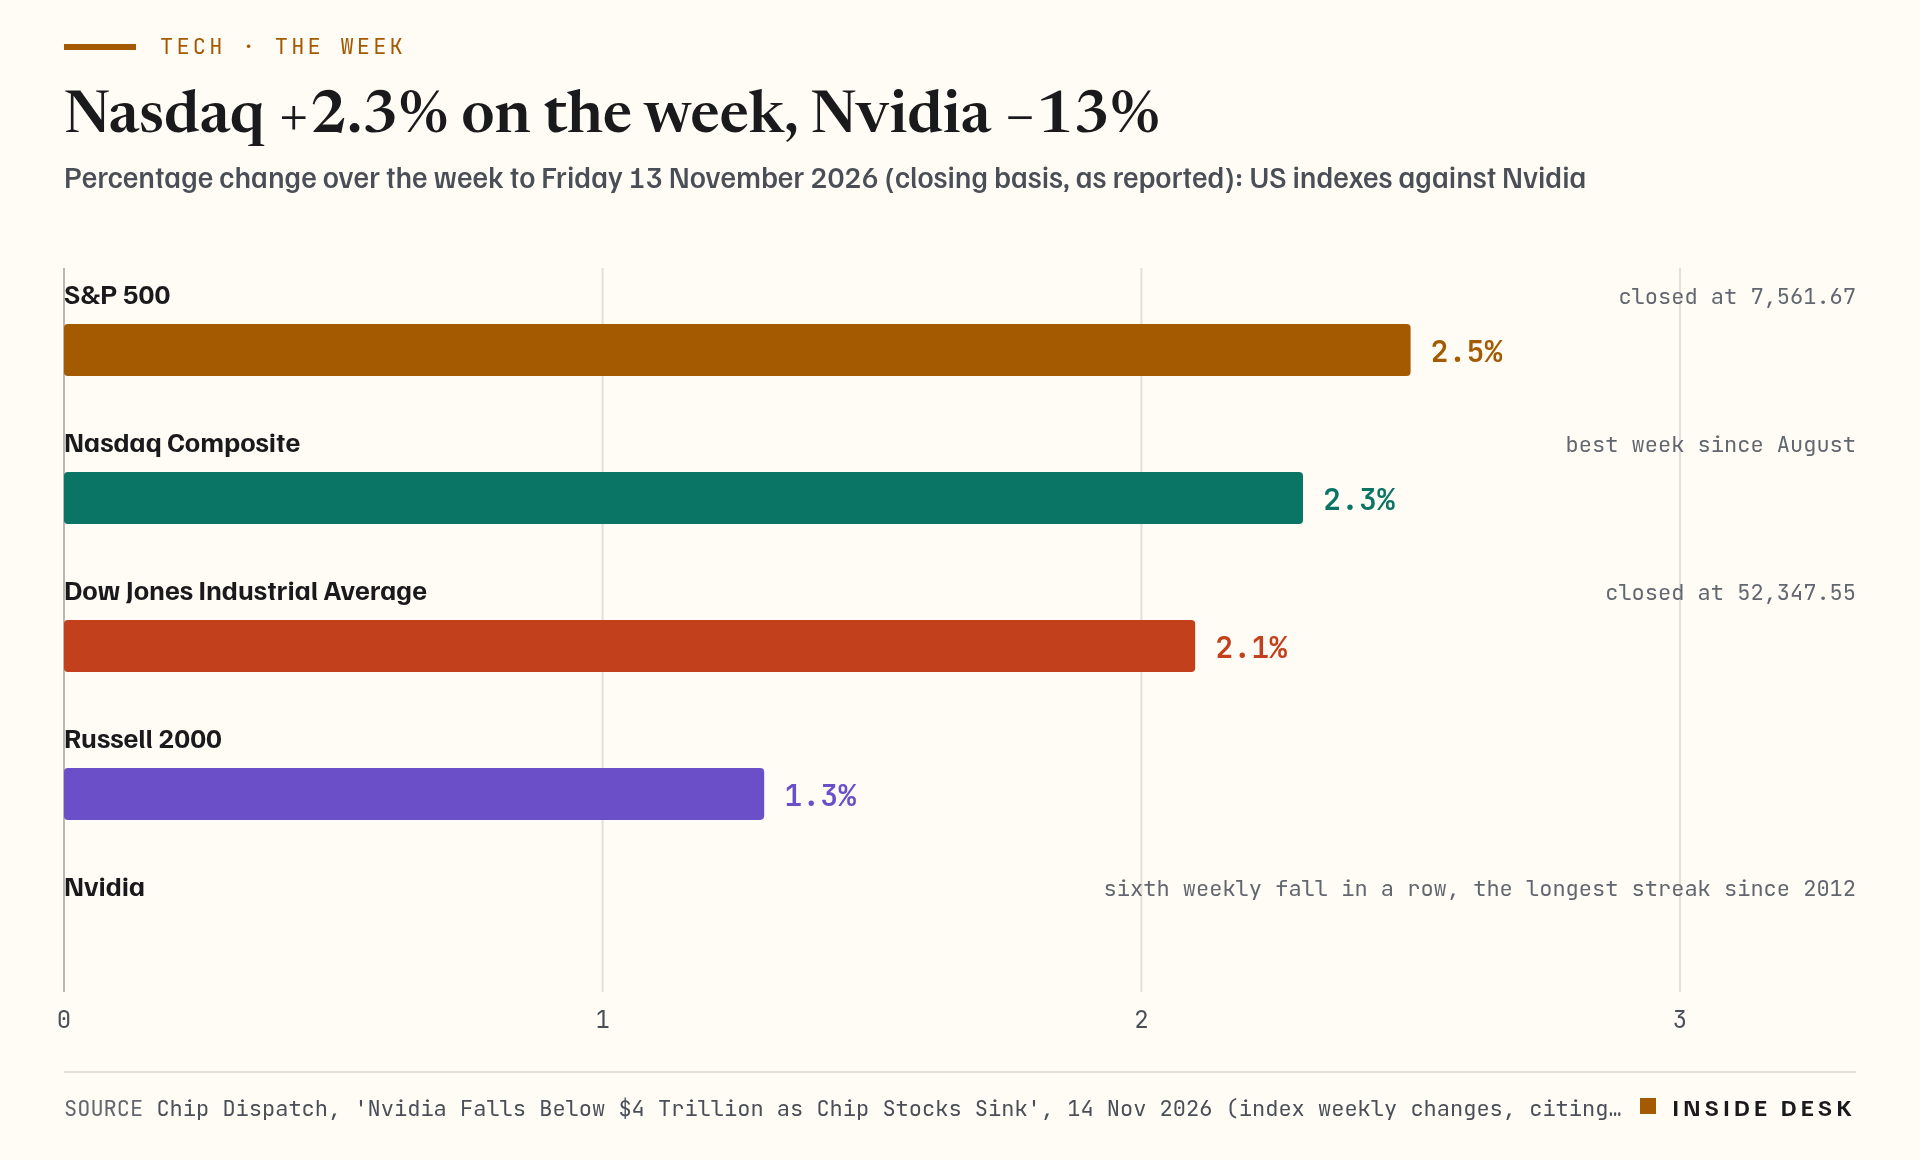 TECH · THE WEEK
Nasdaq +2.3% on the week, Nvidia −13%
Percentage change over the week to Friday 13 November 2026 (closing basis, as reported): US indexes against Nvidia
S&P 500
closed at 7,561.67
2.5%
Nasdaq Composite
best week since August
2.3%
Dow Jones Industrial Average
closed at 52,347.55
2.1%
Russell 2000
1.3%
Nvidia
sixth weekly fall in a row, the longest streak since 2012
0 1 2 3
SOURCE Chip Dispatch, 'Nvidia Falls Below $4 Trillion as Chip Stocks Sink', 14 Nov 2026 (index weekly changes, citing…
INSIDE DESK